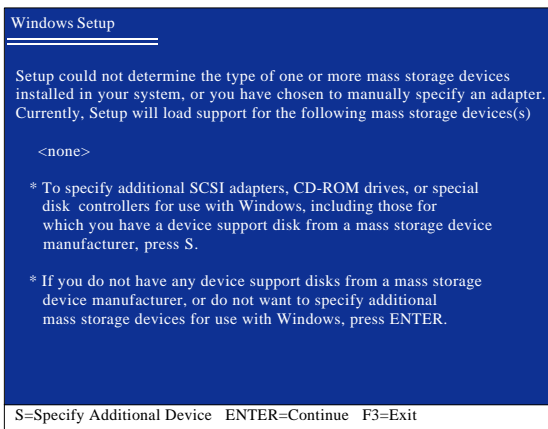 Windows Setup
Setup could not determine the type of one or more mass storage devices
installed in your system, or you have chosen to manually specify an adapter.
Currently, Setup will load support for the following mass storage devices(s)
<none>
* To specify additional SCSI adapters, CD-ROM drives, or special
disk controllers for use with Windows, including those for
which you have a device support disk from a mass storage device
manufacturer, press S.
* If you do not have any device support disks from a mass storage
device manufacturer, or do not want to specify additional
mass storage devices for use with Windows, press ENTER.
S=Specify Additional Device ENTER=Continue F3=Exit